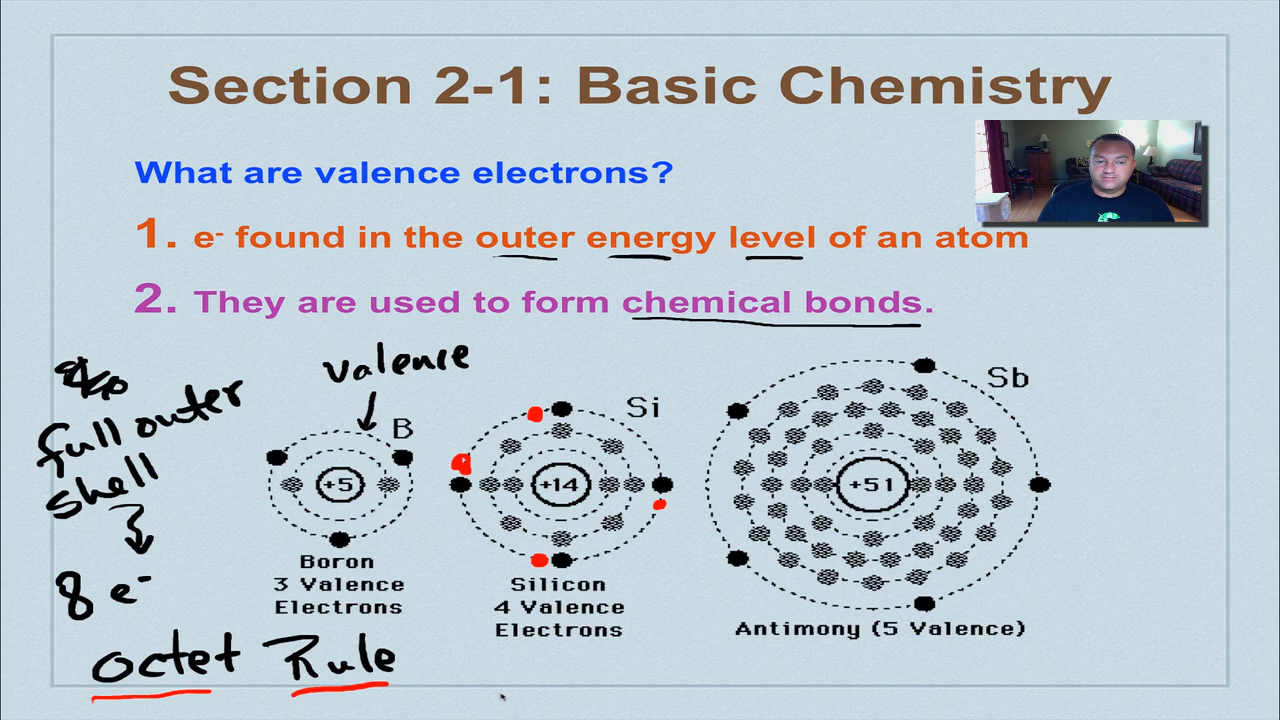 Section 2-1: Basic Chemistry
What are valence electrons?
1. e- found in the outer energy level of an atom
2. They are used to form chemical bonds.
valence
full outer
shell
8 e-
octet Rule
B
+5
Boron
3 Valence
Electrons
Si
+14
Silicon
4 Valence
Electrons
Sb
+51
Antimony (5 Valence)